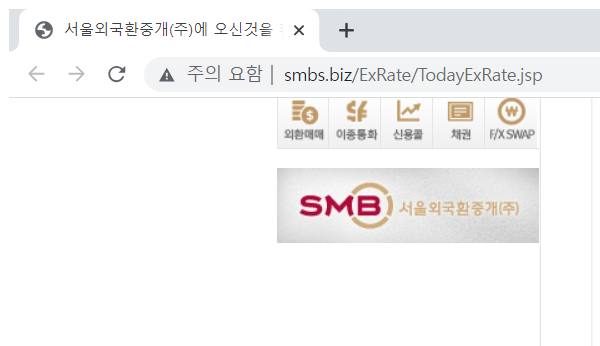 서울외국환중개(주)에 오신것을
주의 요함 | smbs.biz/ExRate/TodayExRate.jsp
외환매매 이종통화 신용콜 채권 F/X SWAP
SMB 서울외국환중개(주)